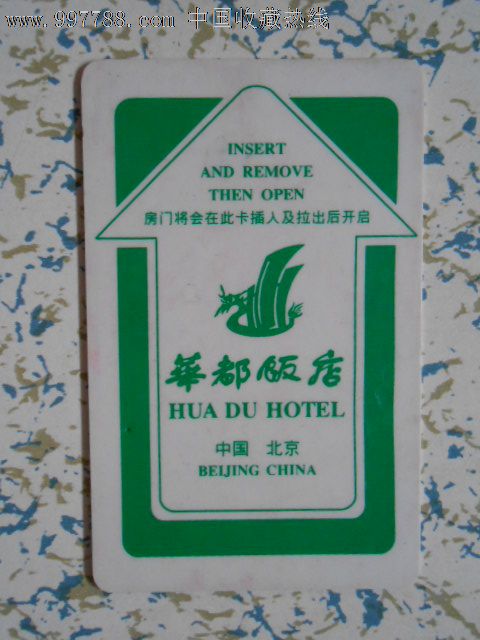 www.997788.com 中国收藏热线
INSERT
AND REMOVE
THEN OPEN
房门将会在此卡插入及拉出后开启
華都飯店
HUA DU HOTEL
中国 北京
BEIJING CHINA